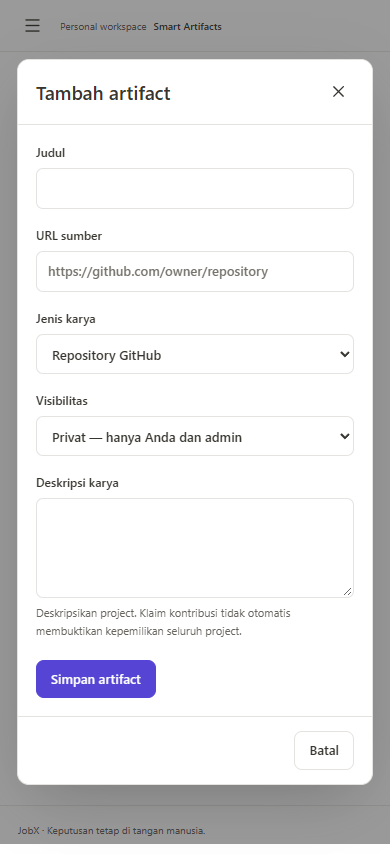 Personal workspace Smart Artifacts
Tambah artifact
Judul
URL sumber
https://github.com/owner/repository
Jenis karya
Repository GitHub
Visibilitas
Privat — hanya Anda dan admin
Deskripsi karya
Deskripsikan project. Klaim kontribusi tidak otomatis
membuktikan kepemilikan seluruh project.
Simpan artifact
Batal
JobX · Keputusan tetap di tangan manusia.